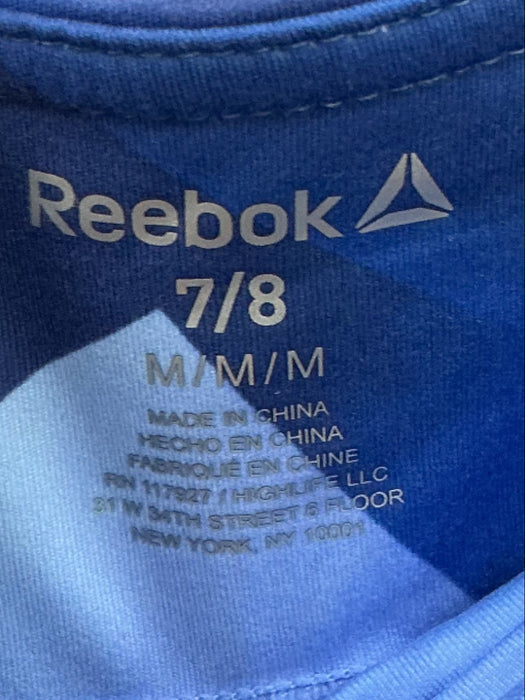 Reebok
7/8
M/M/M
MADE IN CHINA
HECHO EN CHINA
FABRIQUÉ EN CHINE
RN 117927 / HIGHLIFE LLC
31 W 34TH STREET 6 FLOOR
NEW YORK, NY 10001